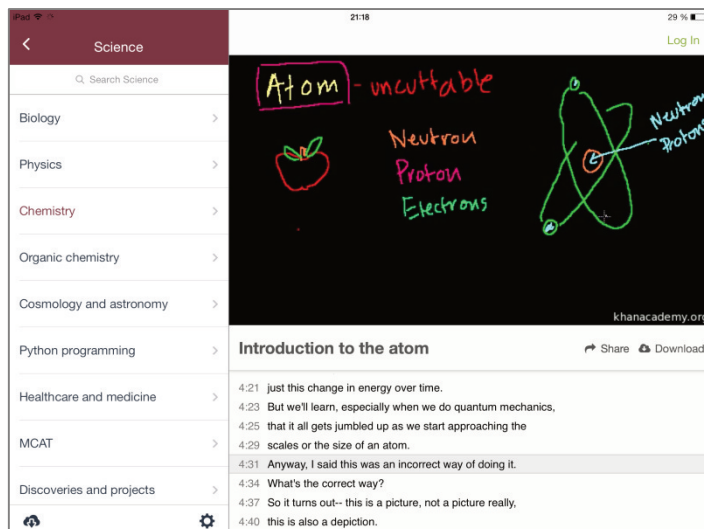 iPad 21:18 29 %
Science
Log In
Search Science
Biology
Physics
Chemistry
Organic chemistry
Cosmology and astronomy
Python programming
Healthcare and medicine
MCAT
Discoveries and projects
Atom - uncuttable
Neutron
Proton
Electrons
Neutron
Protons
khanacademy.org
Introduction to the atom
Share Download
4:21 just this change in energy over time.
4:23 But we'll learn, especially when we do quantum mechanics,
4:25 that it all gets jumbled up as we start approaching the
4:29 scales or the size of an atom.
4:31 Anyway, I said this was an incorrect way of doing it.
4:34 What's the correct way?
4:37 So it turns out-- this is a picture, not a picture really,
4:40 this is also a depiction.